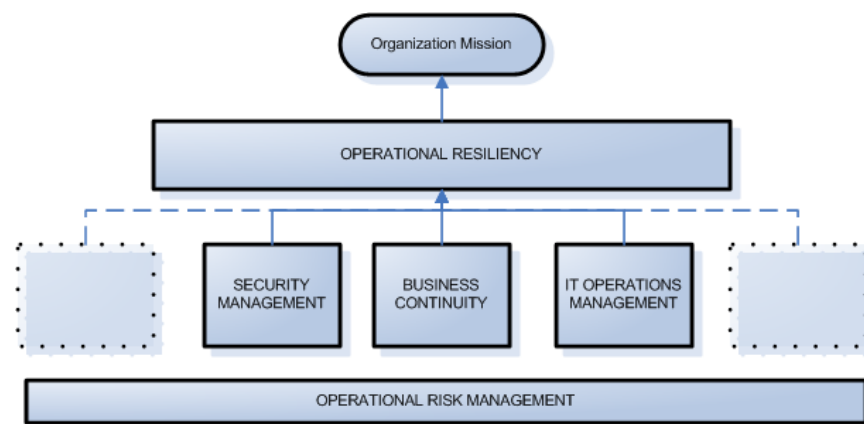 Organization Mission
OPERATIONAL RESILIENCY
SECURITY
MANAGEMENT
BUSINESS
CONTINUITY
IT OPERATIONS
MANAGEMENT
OPERATIONAL RISK MANAGEMENT